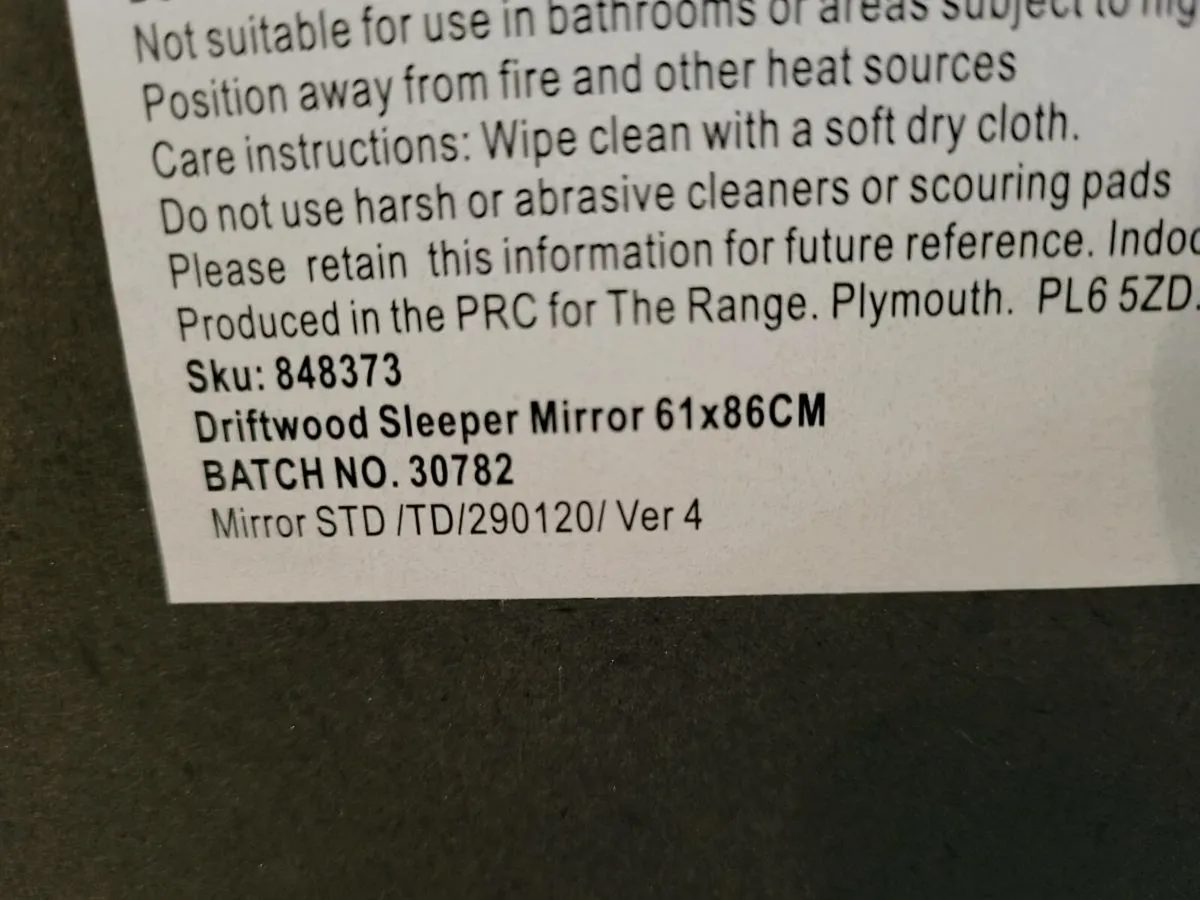 Not suitable for use in bathrooms or areas subject to
Position away from fire and other heat sources
Care instructions: Wipe clean with a soft dry cloth.
Do not use harsh or abrasive cleaners or scouring pads
Please retain this information for future reference.
Produced in the PRC for The Range. Plymouth. PL6 5ZD.
Sku: 848373
Driftwood Sleeper Mirror 61x86CM
BATCH NO. 30782
Mirror STD /TD/290120/ Ver 4